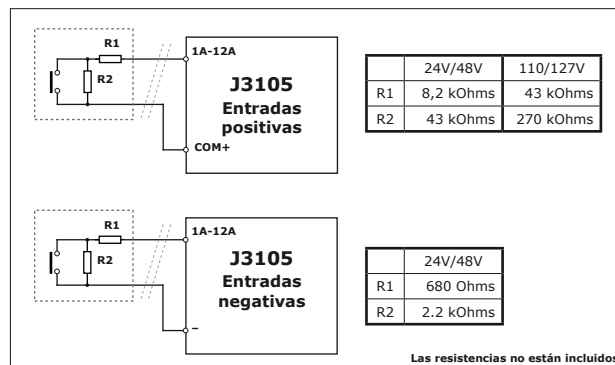 R1
R2
1A-12A
J3105
Entradas
positivas
COM+
24V/48V 110/127V
R1 8,2 kOhms 43 kOhms
R2 43 kOhms 270 kOhms
R1
R2
1A-12A
J3105
Entradas
negativas
–
24V/48V
R1 680 Ohms
R2 2.2 kOhms
Las resistencias no están incluidos